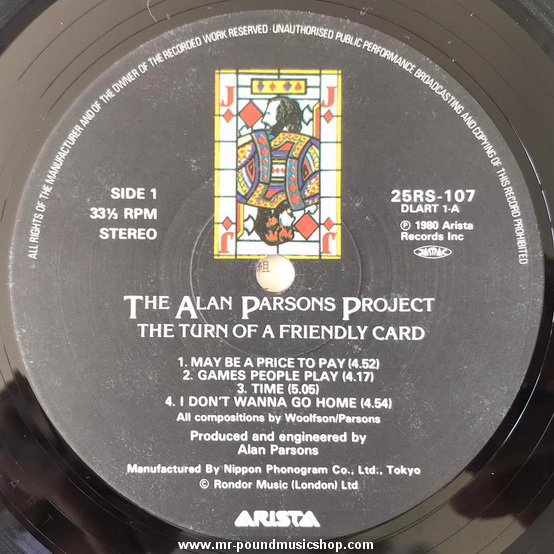 ALL RIGHTS OF THE MANUFACTURER AND OF THE OWNER OF THE RECORDED WORK RESERVED · UNAUTHORISED PUBLIC PERFORMANCE BROADCASTING AND COPYING OF THIS RECORD PROHIBITED
J
J
SIDE 1
33⅓ RPM
STEREO
25RS-107
DLART 1-A
℗ 1980 Arista
Records Inc
JASRAC
組
THE ALAN PARSONS PROJECT
THE TURN OF A FRIENDLY CARD
1. MAY BE A PRICE TO PAY (4.52)
2. GAMES PEOPLE PLAY (4.17)
3. TIME (5.05)
4. I DON'T WANNA GO HOME (4.54)
All compositions by Woolfson/Parsons
Produced and engineered by
Alan Parsons
Manufactured By Nippon Phonogram Co., Ltd., Tokyo
© Rondor Music (London) Ltd
ARISTA
www.mr-poundmusicshop.com